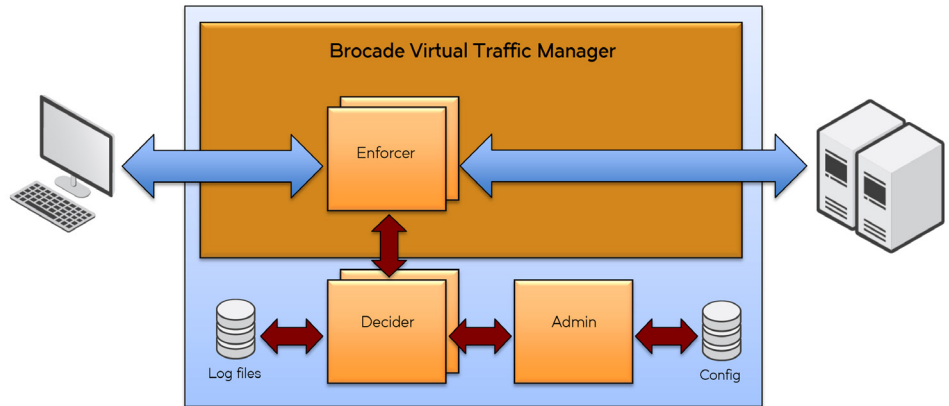 Brocade Virtual Traffic Manager
Enforcer
Decider
Admin
Log files
Config